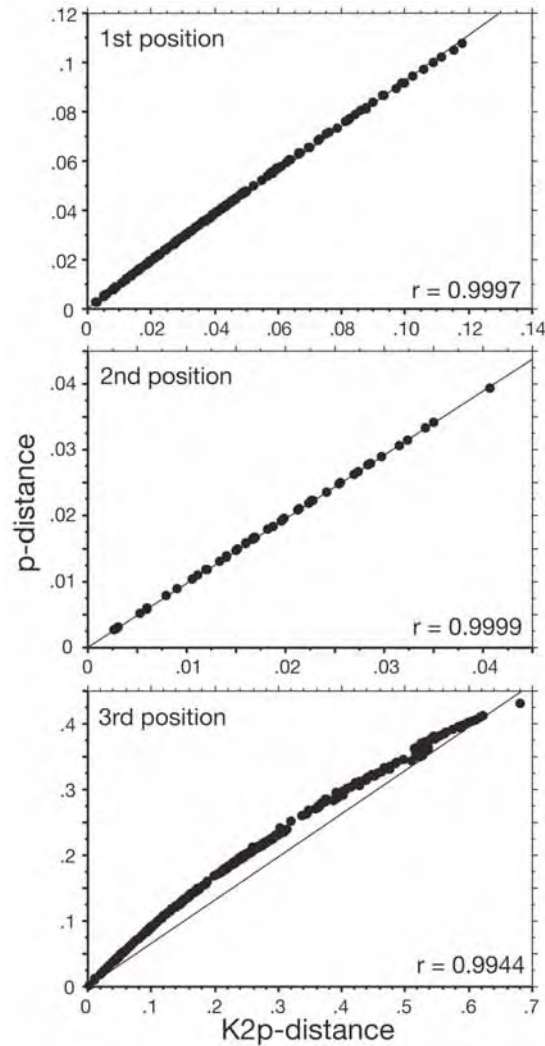 .12
.1
.08
.06
.04
.02
0
1st position
r = 0.9997
0 .02 .04 .06 .08 .10 .12 .14
.04
.03
.02
.01
0
2nd position
r = 0.9999
0 .01 .02 .03 .04
p-distance
.4
.3
.2
.1
0
3rd position
r = 0.9944
0 .1 .2 .3 .4 .5 .6 .7
K2p-distance